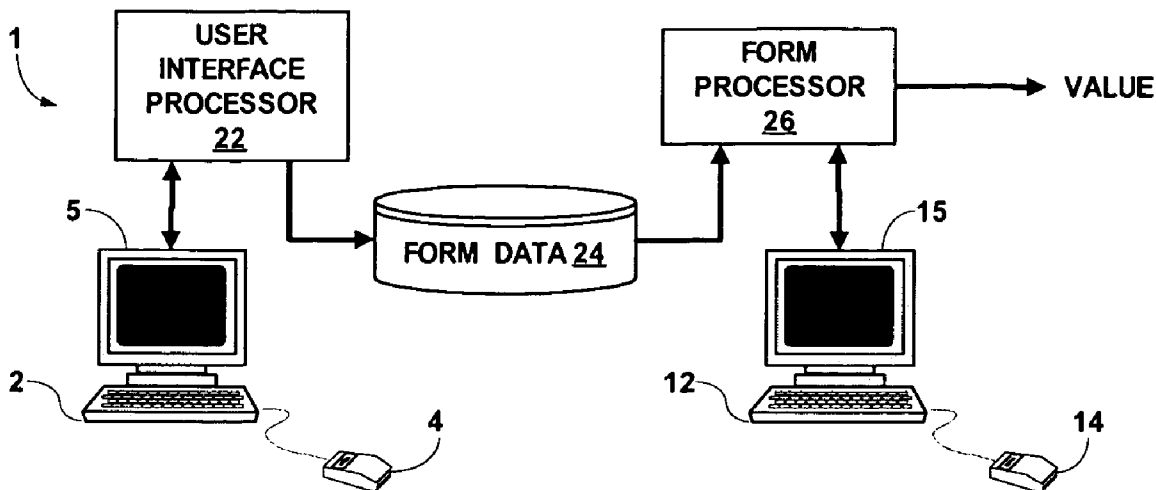 1
USER
INTERFACE
PROCESSOR
22
FORM
PROCESSOR
26
VALUE
5
FORM DATA 24
15
2
4
12
14